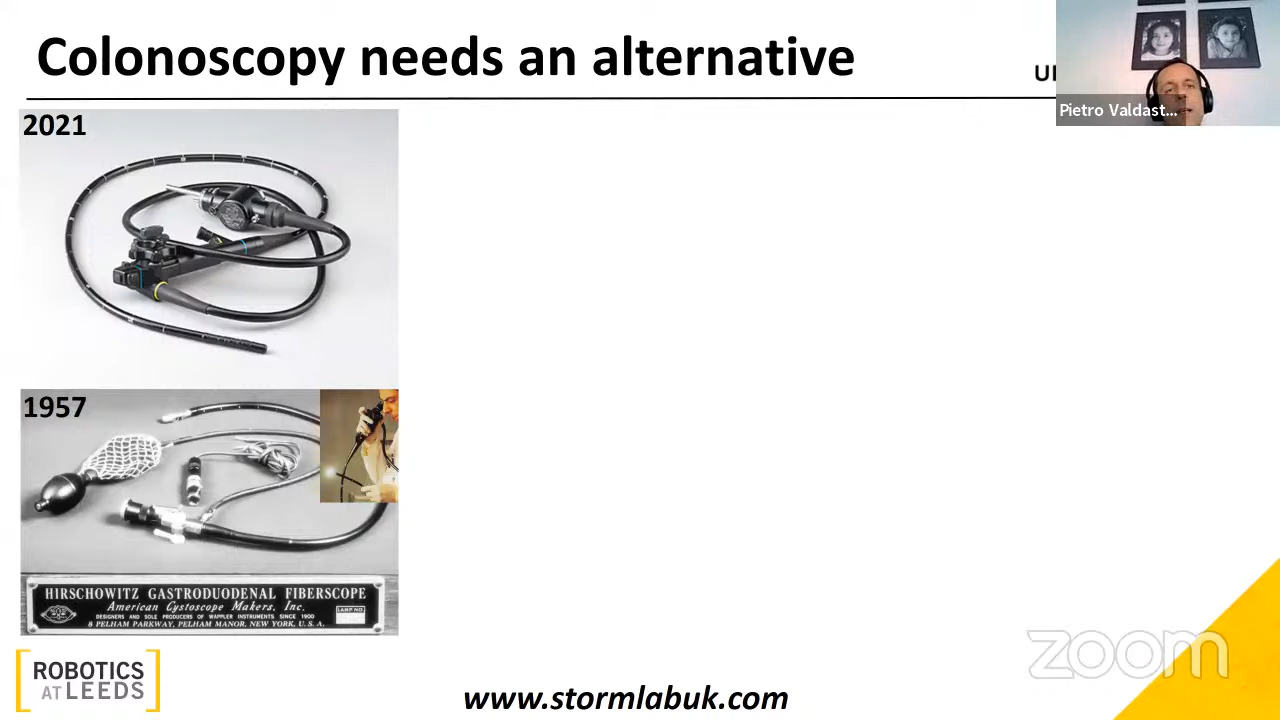 Colonoscopy needs an alternative
Pietro Valdast...
2021
1957
HIRSCHOWITZ GASTRODUODENAL FIBERSCOPE
American Cystoscope Makers, Inc.
LAMP NO.
DESIGNERS AND SOLE PRODUCERS OF WAPPLER INSTRUMENTS SINCE 1900
8 PELHAM PARKWAY, PELHAM MANOR, NEW YORK, U. S. A.
ROBOTICS
AT LEEDS
www.stormlabuk.com
zoom